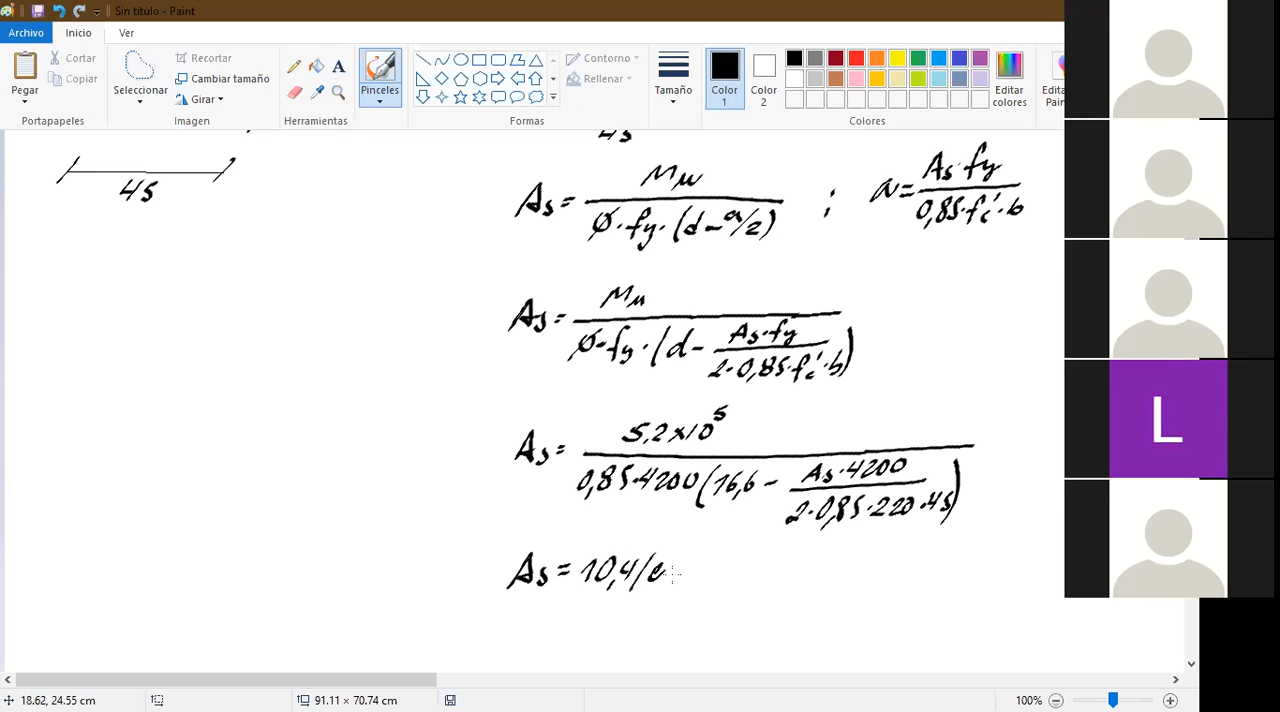 Sin título - Paint
Archivo Inicio Ver
Pegar Cortar Copiar
Seleccionar Recortar Cambiar tamaño Girar
A
Pinceles
Contorno
Rellenar
Tamaño
Color 1
Color 2
Editar colores
Portapapeles Imagen Herramientas Formas Colores
45
45
As = Mu / Ø·fy·(d-a/2) ; a = As·fy / 0,85·f'c·b
As = Mu / Ø·fy·(d - As·fy / 2·0,85·f'c·b)
As = 5,2×10^5 / 0,85·4200(16,6 - As·4200 / 2·0,85·220·45)
As = 10,4/c
L
18.62, 24.55 cm 91.11 × 70.74 cm 100%